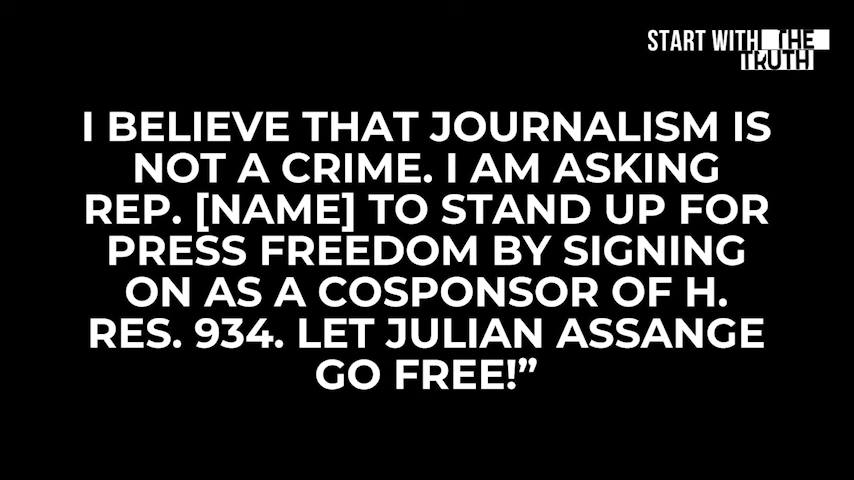 START WITH THE
TRUTH
I BELIEVE THAT JOURNALISM IS
NOT A CRIME. I AM ASKING
REP. [NAME] TO STAND UP FOR
PRESS FREEDOM BY SIGNING
ON AS A COSPONSOR OF H.
RES. 934. LET JULIAN ASSANGE
GO FREE!”